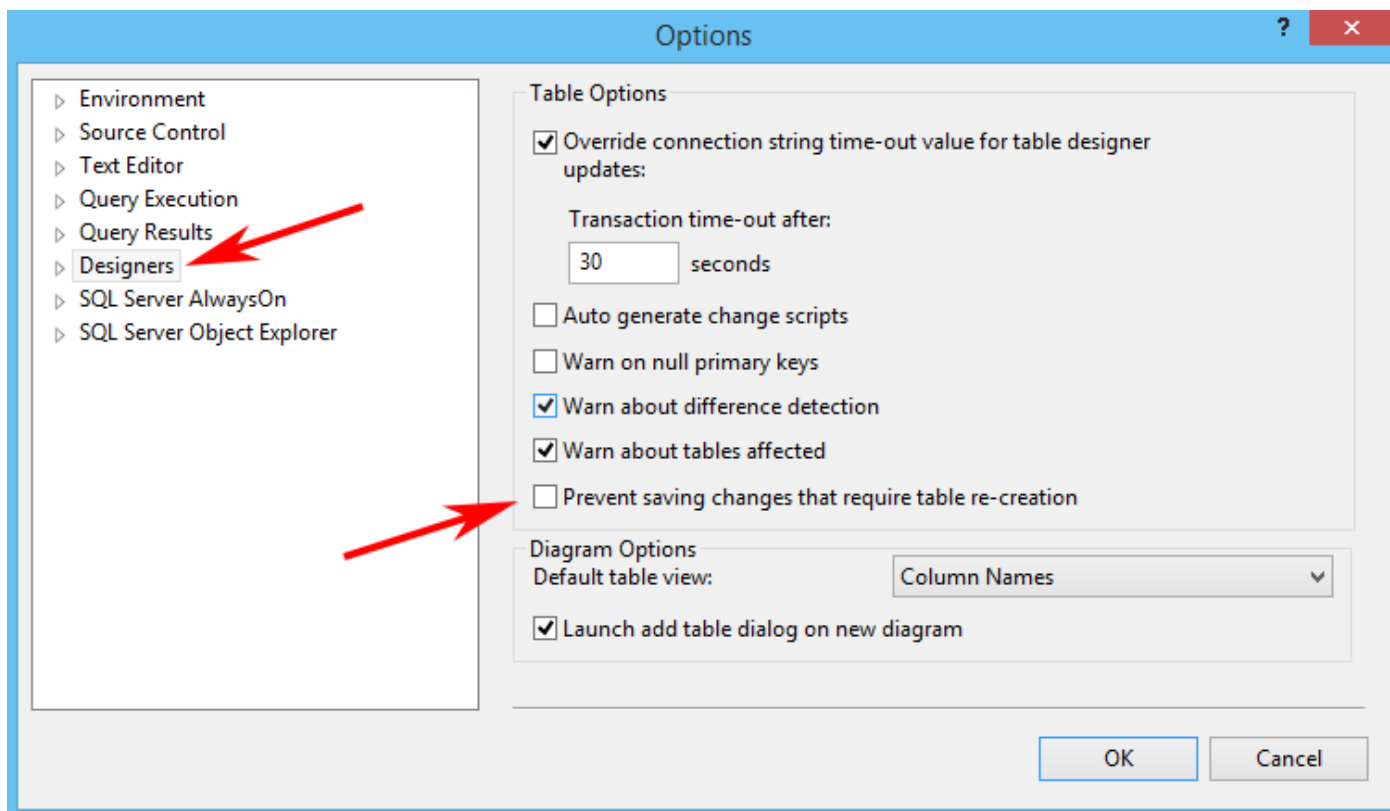 Options
?
Environment
Source Control
Text Editor
Query Execution
Query Results
Designers
SQL Server AlwaysOn
SQL Server Object Explorer
Table Options
Override connection string time-out value for table designer
updates:
Transaction time-out after:
30 seconds
Auto generate change scripts
Warn on null primary keys
Warn about difference detection
Warn about tables affected
Prevent saving changes that require table re-creation
Diagram Options
Default table view: Column Names
Launch add table dialog on new diagram
OK Cancel